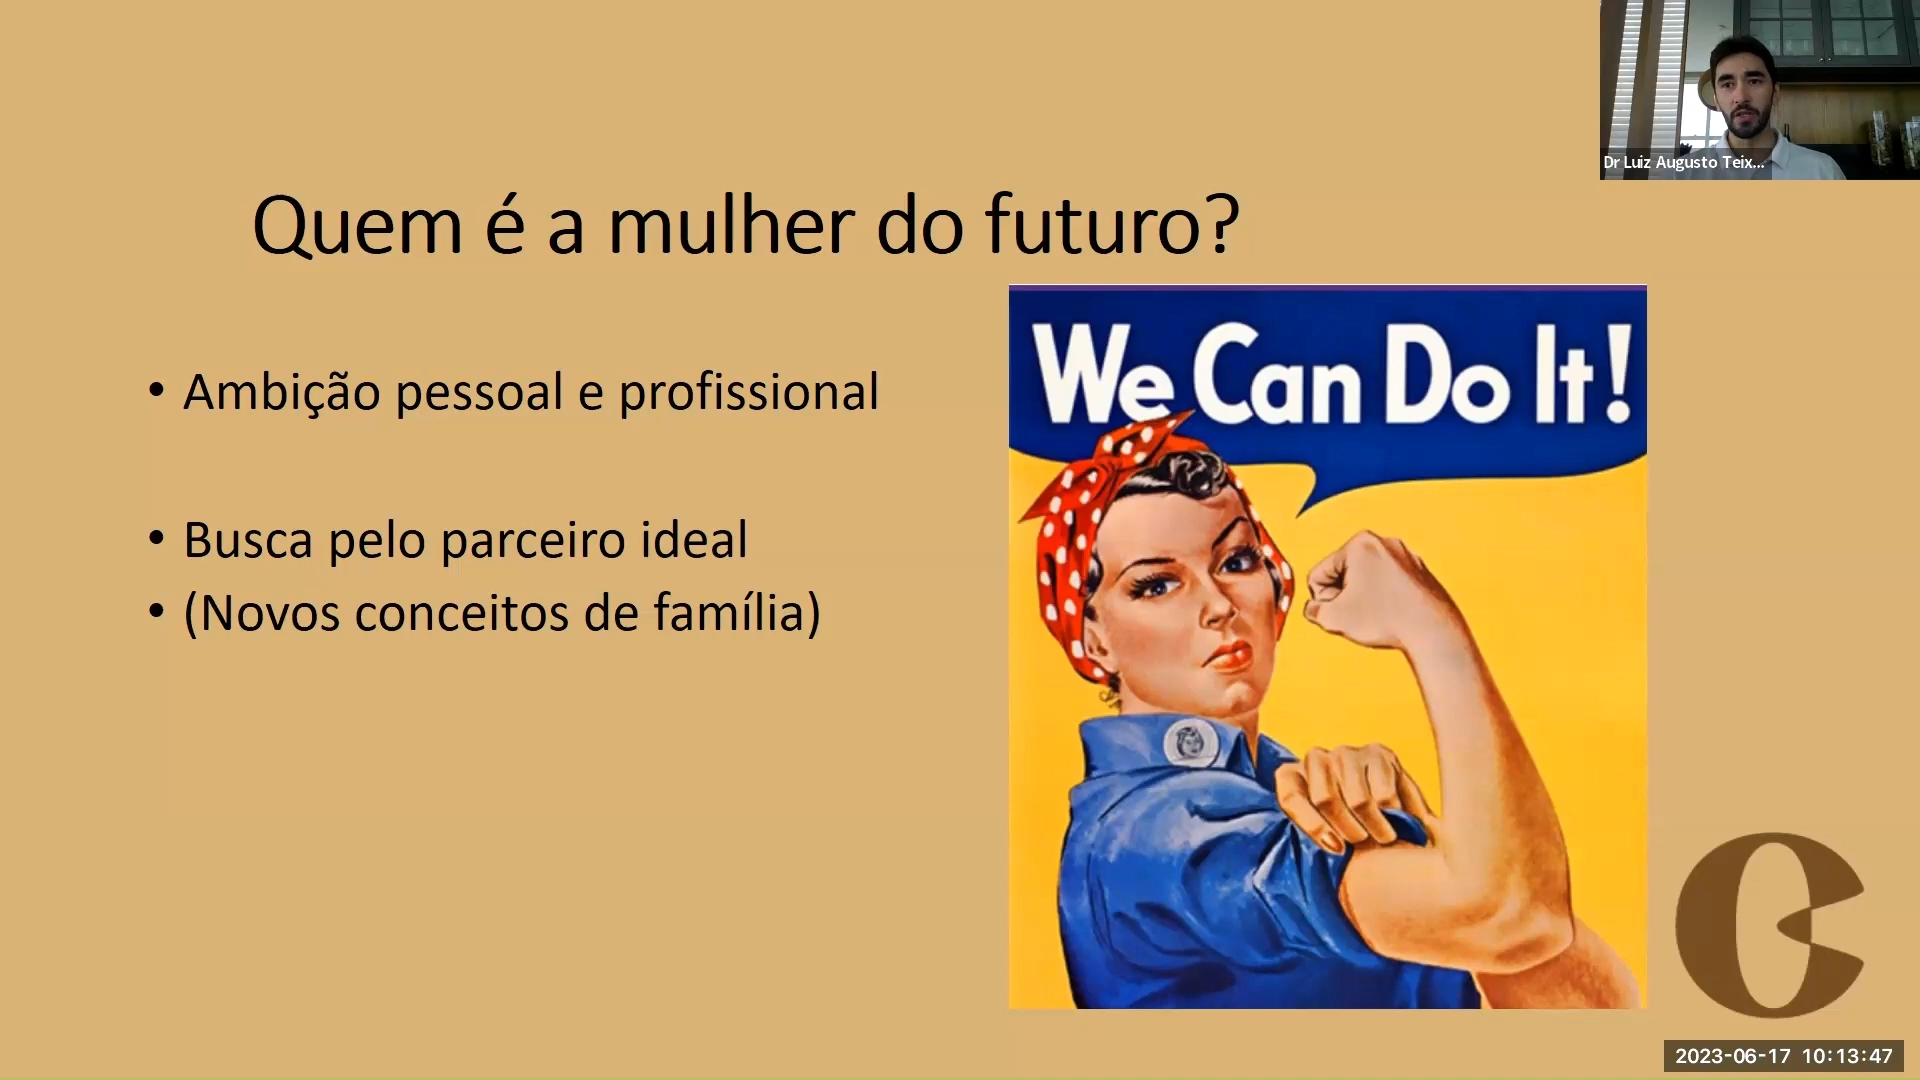 Dr Luiz Augusto Teix...
Quem é a mulher do futuro?
We Can Do It!
• Ambição pessoal e profissional
• Busca pelo parceiro ideal
• (Novos conceitos de família)
2023-06-17 10:13:47